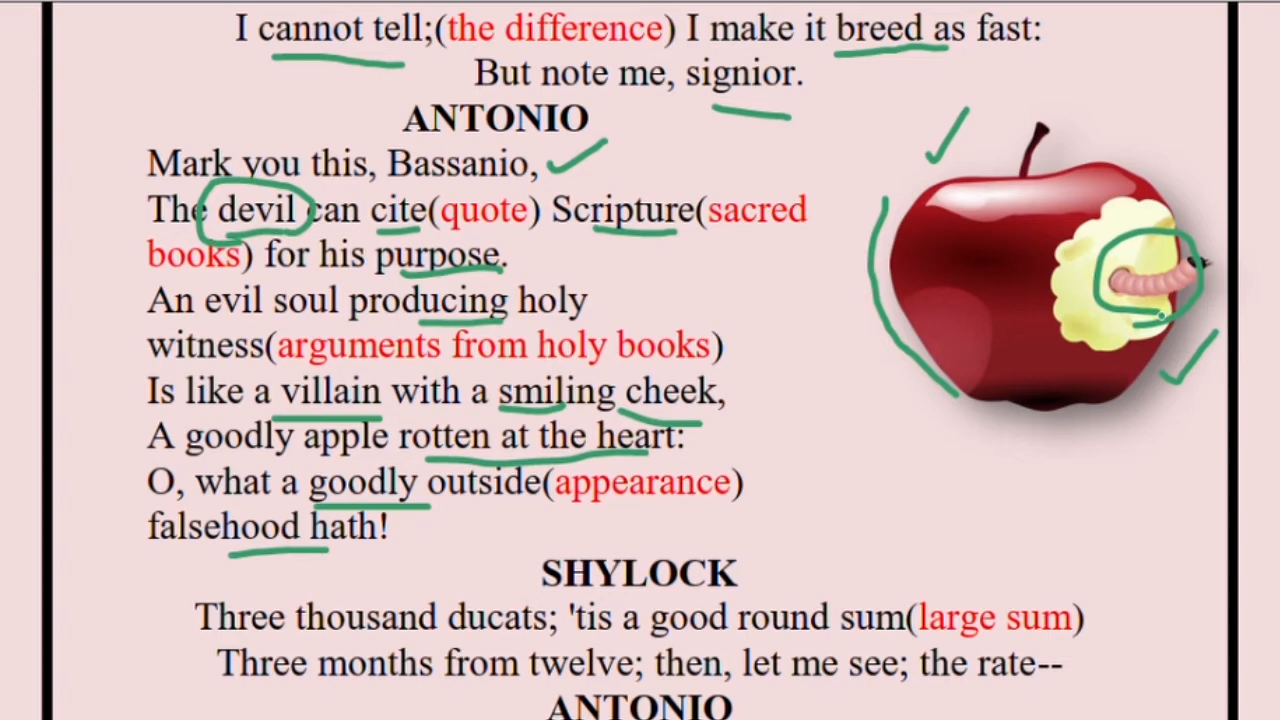 I cannot tell;(the difference) I make it breed as fast:
But note me, signior.
ANTONIO
Mark you this, Bassanio,
The devil can cite(quote) Scripture(sacred
books) for his purpose.
An evil soul producing holy
witness(arguments from holy books)
Is like a villain with a smiling cheek,
A goodly apple rotten at the heart:
O, what a goodly outside(appearance)
falsehood hath!
SHYLOCK
Three thousand ducats; 'tis a good round sum(large sum)
Three months from twelve; then, let me see; the rate--
ANTONIO